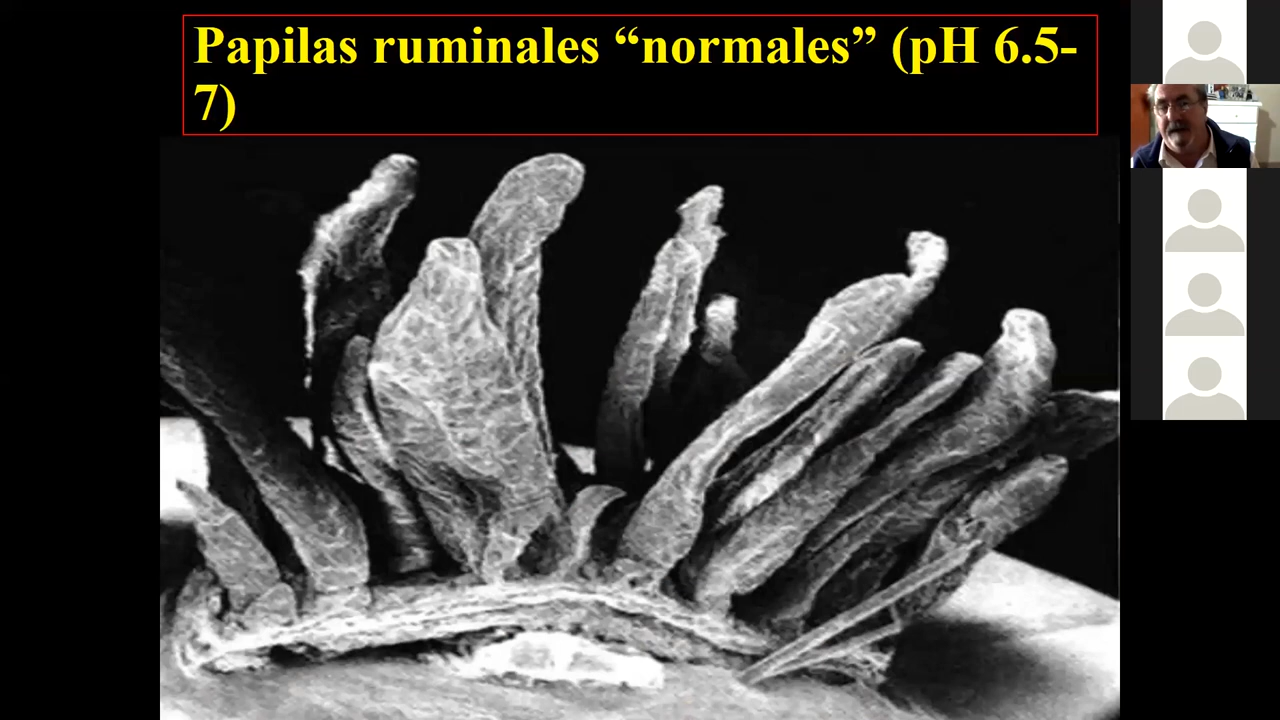 Papilas ruminales “normales” (pH 6.5-
7)